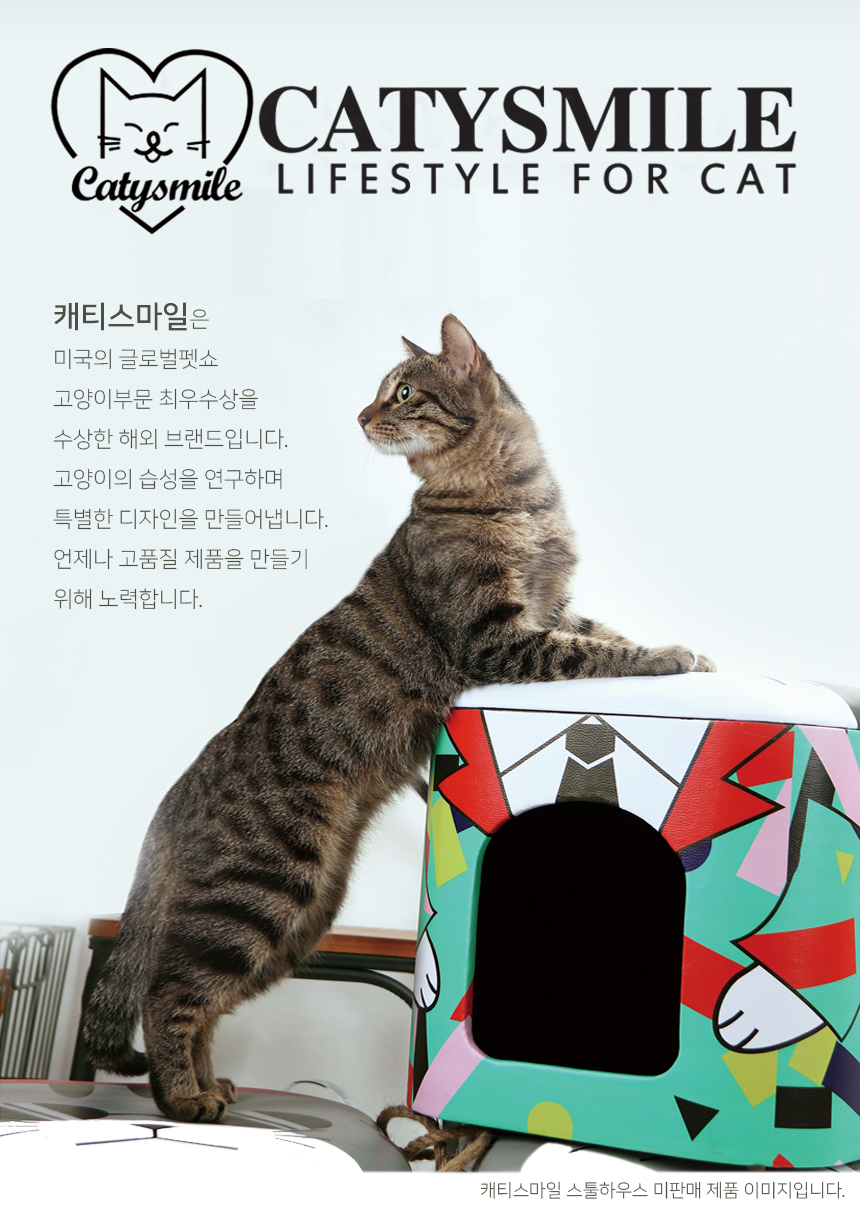 Catysmile
CATYSMILE
LIFESTYLE FOR CAT
캐티스마일은
미국의 글로벌펫쇼
고양이부문 최우수상을
수상한 해외 브랜드입니다.
고양이의 습성을 연구하며
특별한 디자인을 만들어냅니다.
언제나 고품질 제품을 만들기
위해 노력합니다.
캐티스마일 스툴하우스 미판매 제품 이미지입니다.